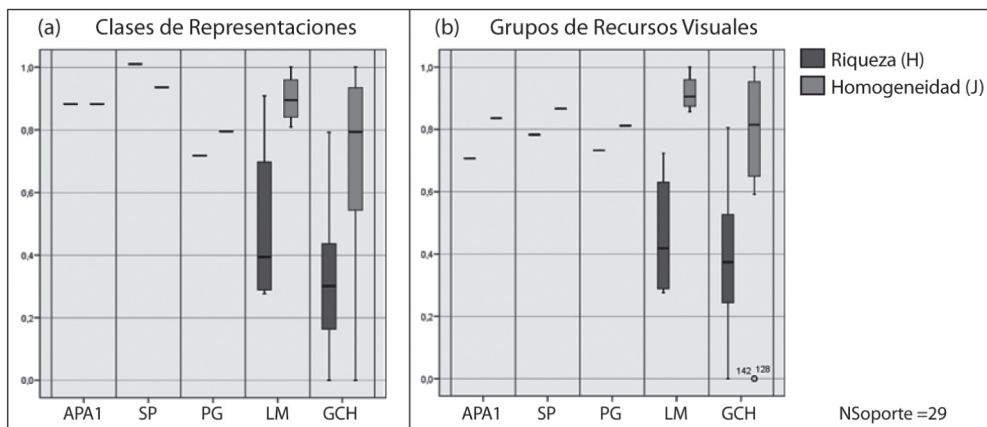 (a) Clases de Representaciones
1,0
0,8
0,6
0,4
0,2
0,0
APA1 SP PG LM GCH
(b) Grupos de Recursos Visuales
1,0
0,8
0,6
0,4
0,2
0,0
142 128
APA1 SP PG LM GCH
Riqueza (H)
Homogeneidad (J)
NSoporte =29